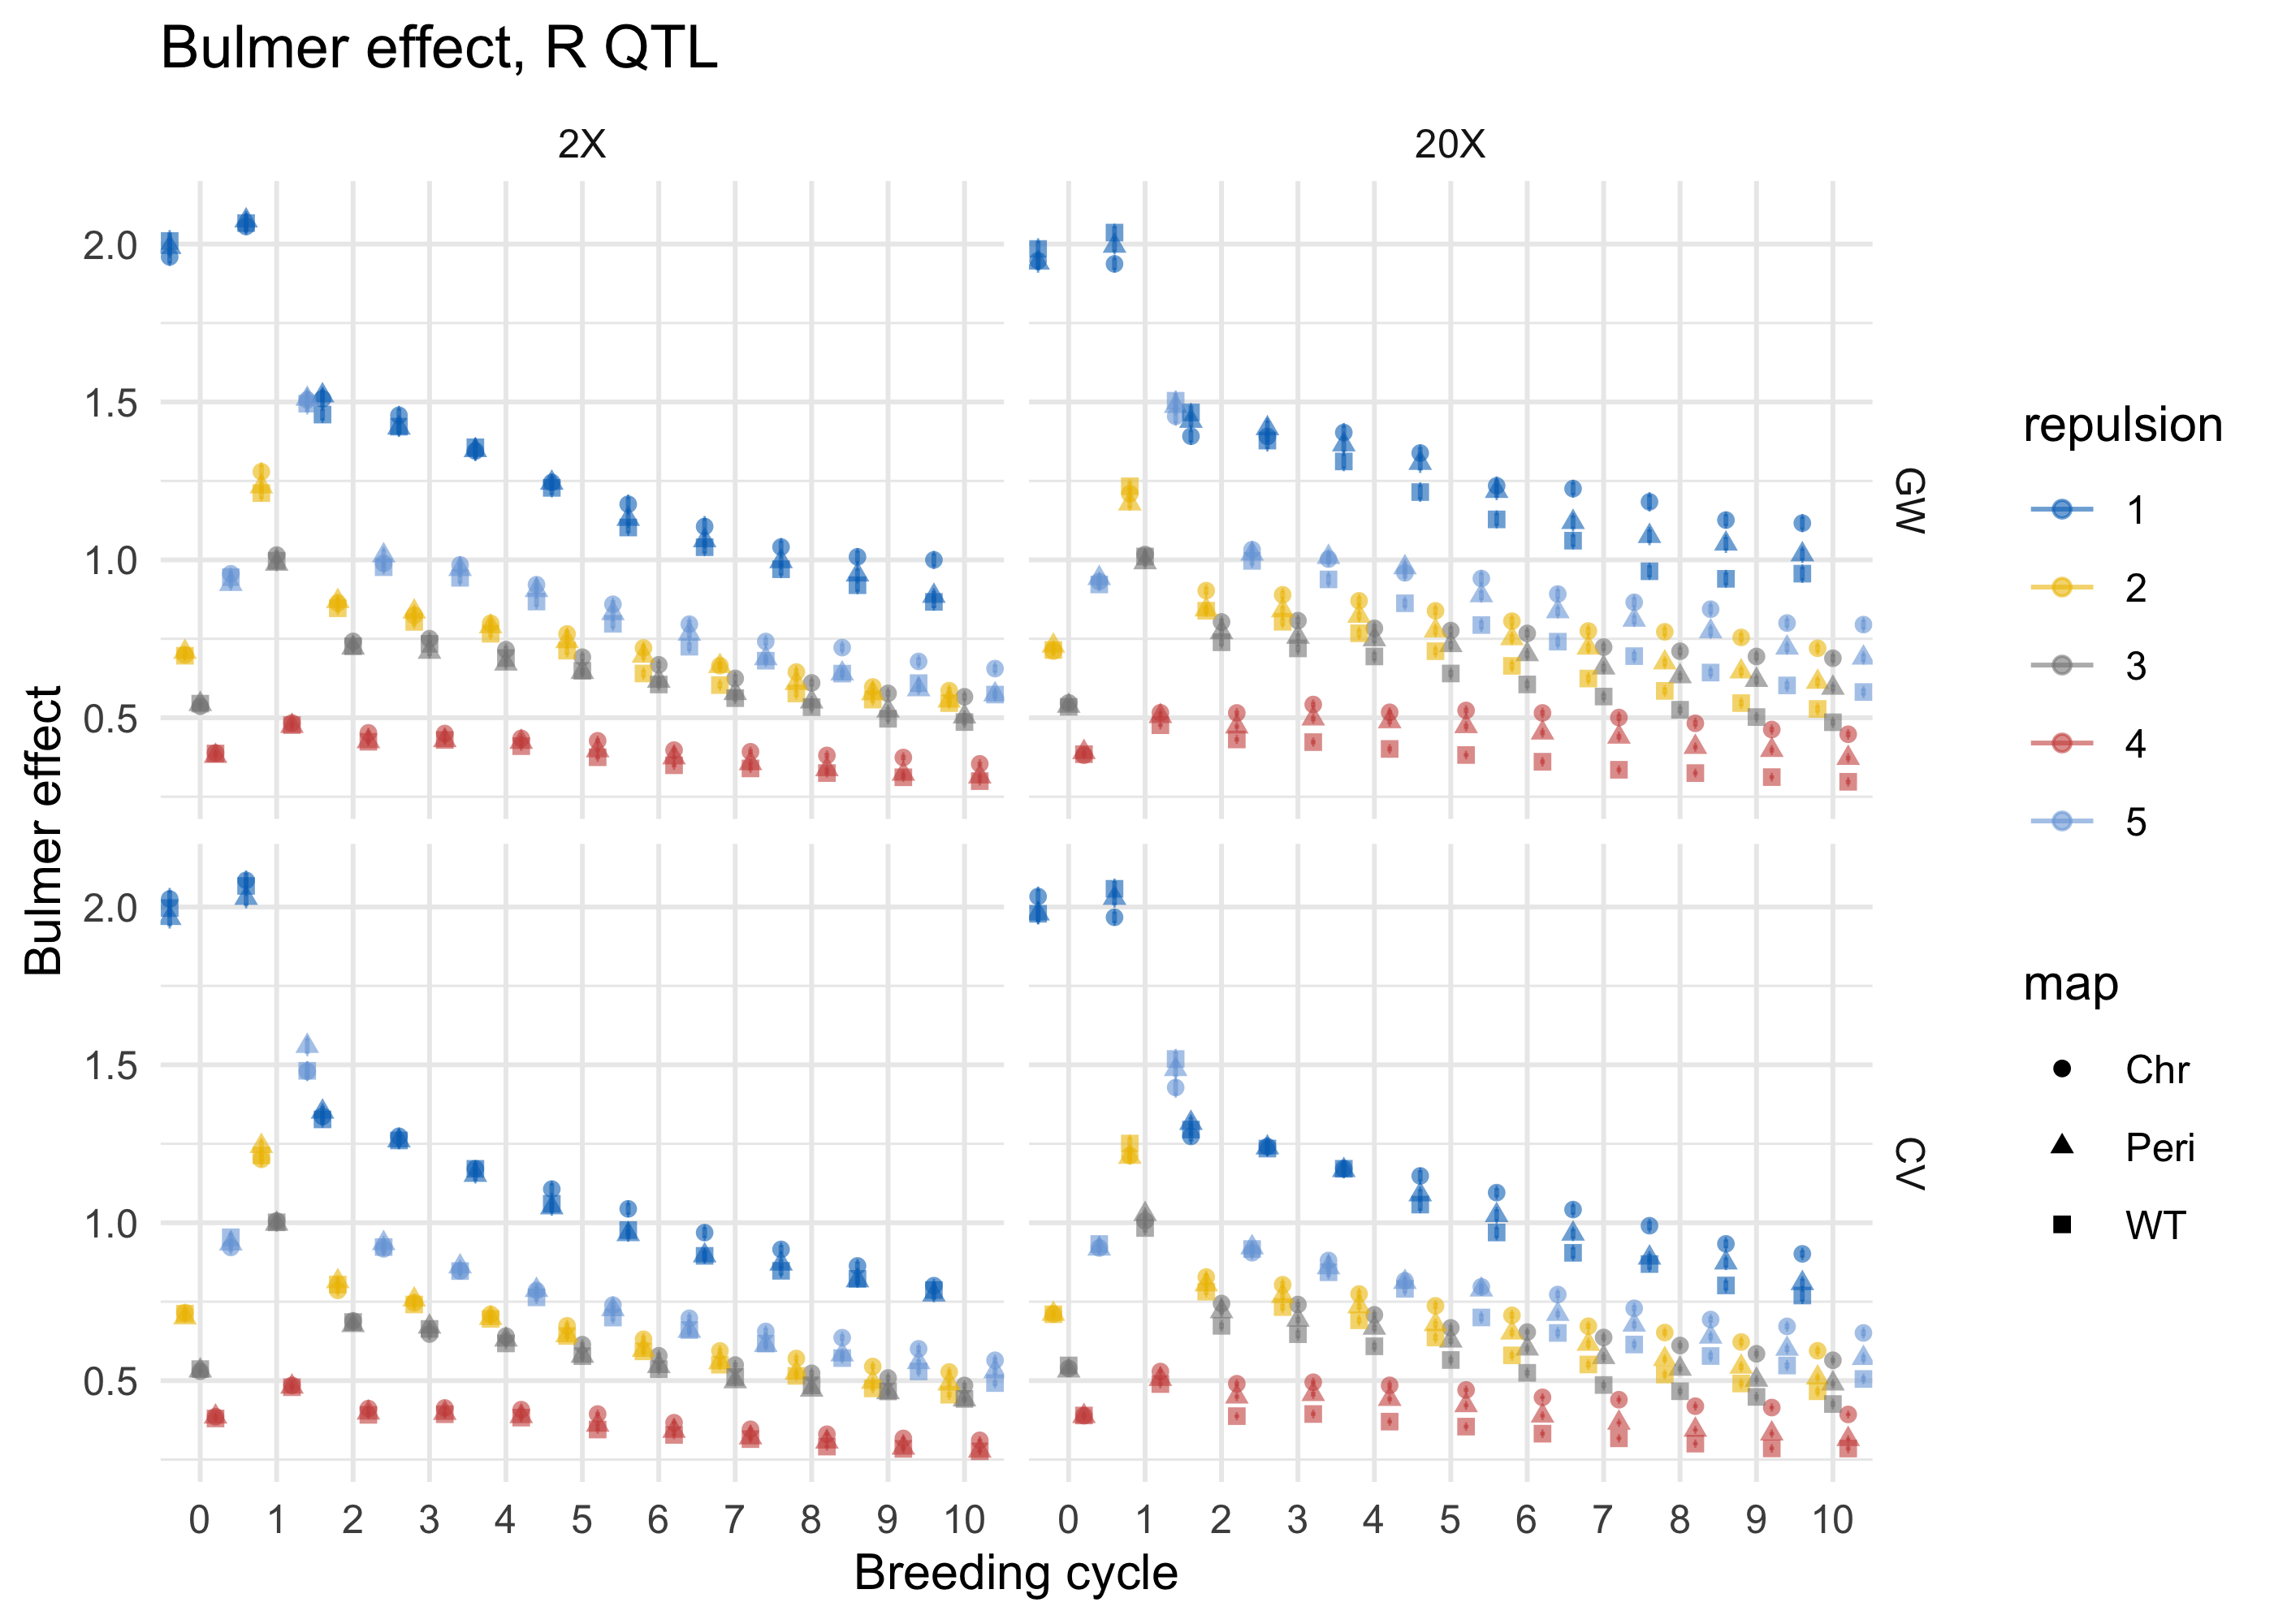 Bulmer effect, R QTL
2X
20X
Bulmer effect
2.0
1.5
1.0
0.5
GW
2.0
1.5
1.0
0.5
CV
0 1 2 3 4 5 6 7 8 9 10
0 1 2 3 4 5 6 7 8 9 10
Breeding cycle
repulsion
1
2
3
4
5
map
Chr
Peri
WT